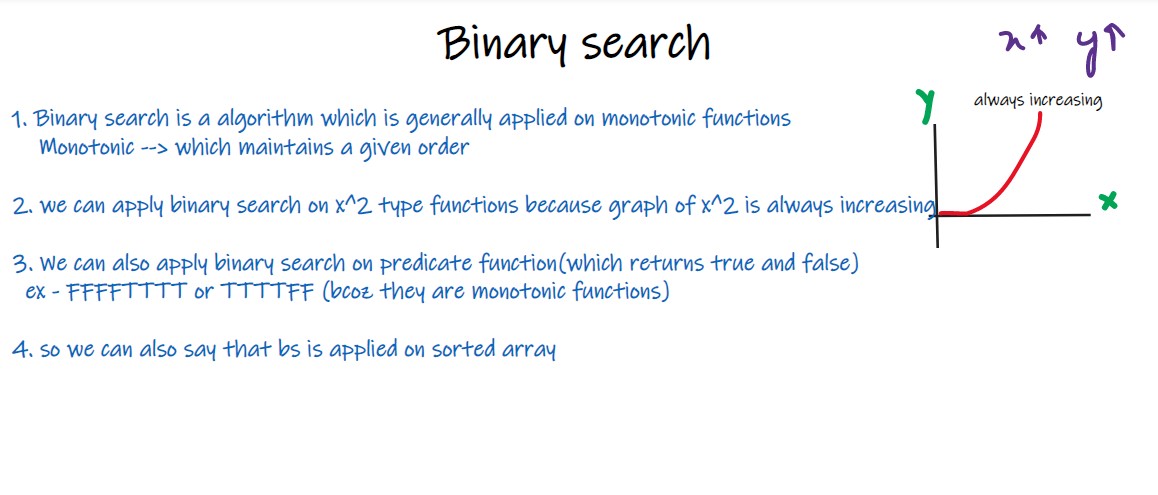 Binary search
x↑ y↑
1. Binary search is a algorithm which is generally applied on monotonic functions
Monotonic --> which maintains a given order
Y
always increasing
2. we can apply binary search on x^2 type functions because graph of x^2 is always increasing
x
3. We can also apply binary search on predicate function(which returns true and false)
ex - FFFFTTTT or TTTTFF (bcoz they are monotonic functions)
4. so we can also say that bs is applied on sorted array